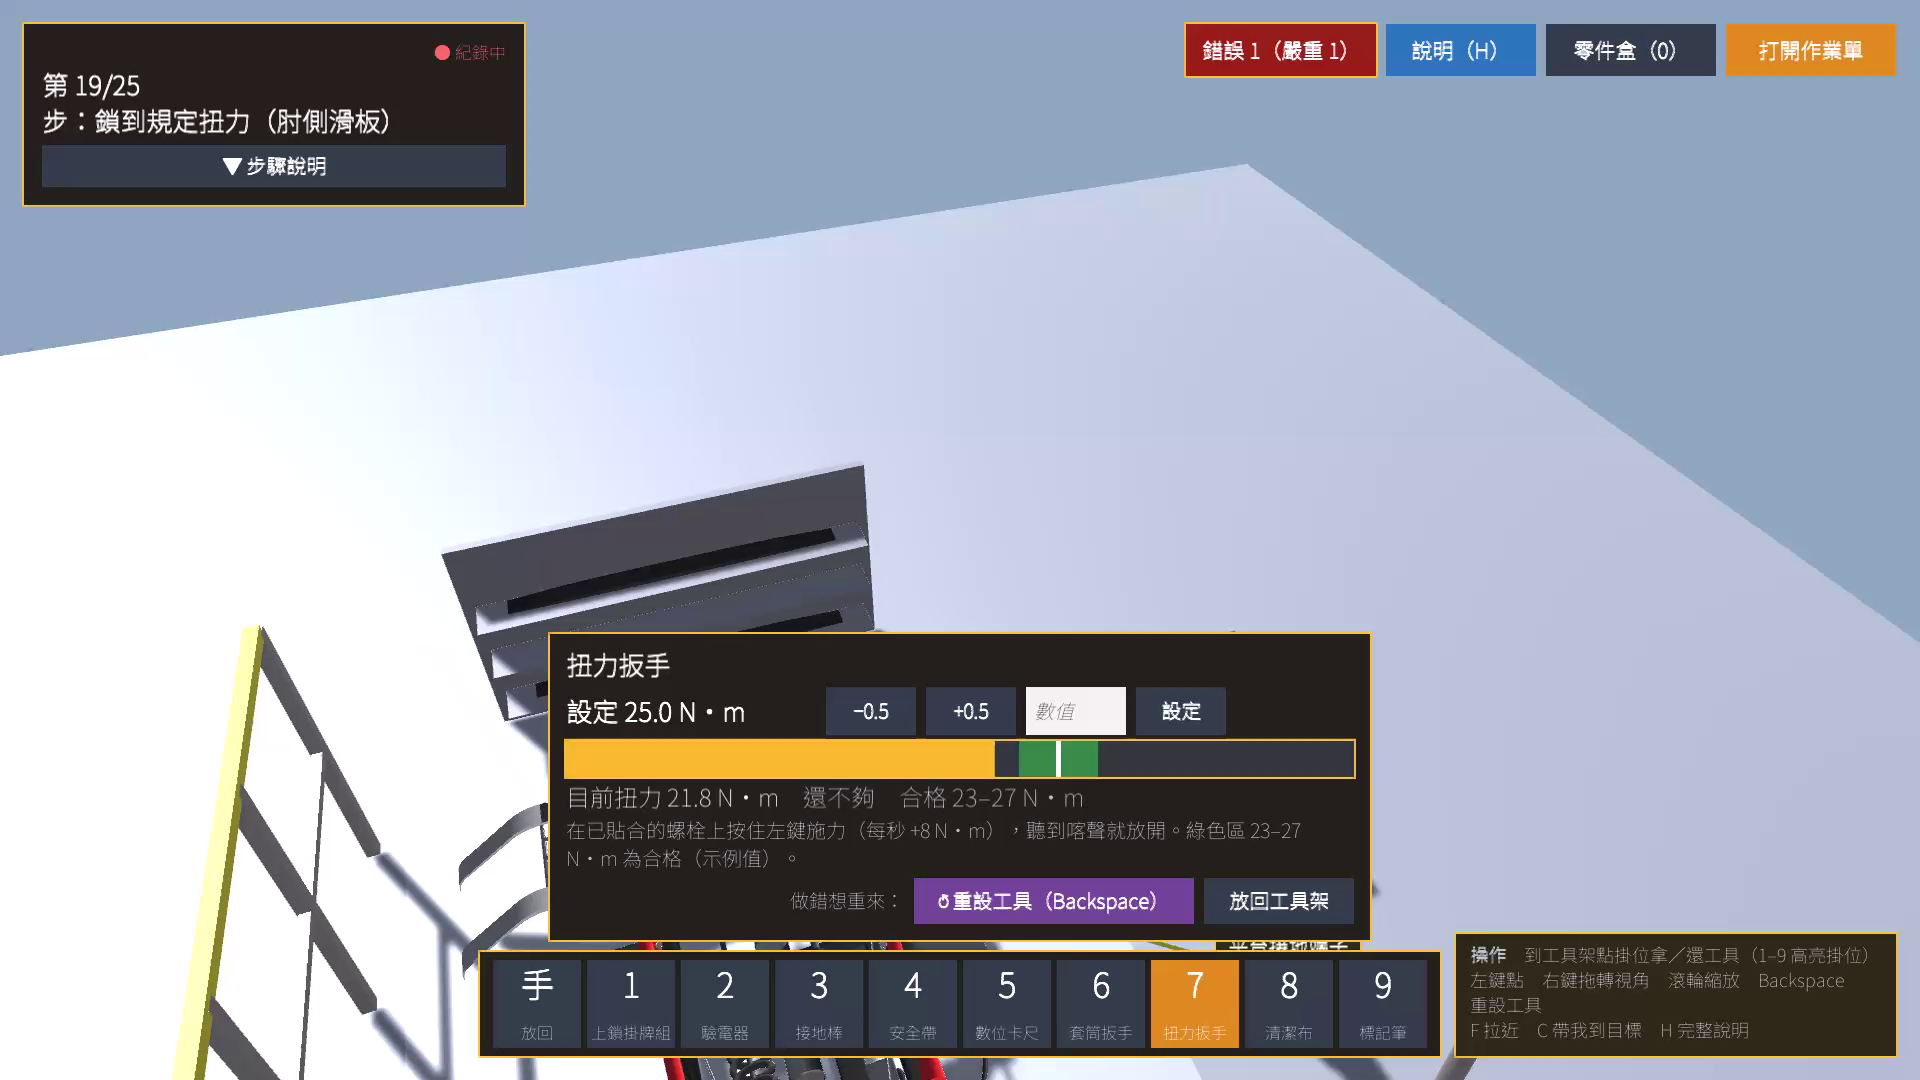 紀錄中
第 19/25
步：鎖到規定扭力（肘側滑板）
▼步驟說明
錯誤 1（嚴重 1）
說明（H）
零件盒（0）
打開作業單
扭力扳手
設定 25.0 N・m
−0.5
+0.5
數值
設定
目前扭力 21.8 N・m 還不夠 合格 23–27 N・m
在已貼合的螺栓上按住左鍵施力（每秒 +8 N・m），聽到喀聲就放開。綠色區 23–27
N・m 為合格（示例值）。
做錯想重來：
重設工具（Backspace）
放回工具架
手
放回
1
上鎖掛牌組
2
驗電器
3
接地棒
4
安全帶
5
數位卡尺
6
套筒扳手
7
扭力扳手
8
清潔布
9
標記筆
操作 到工具架點掛位拿／還工具（1–9 高亮掛位）
左鍵點 右鍵拖轉視角 滾輪縮放 Backspace
重設工具
F 拉近 C 帶我到目標 H 完整說明